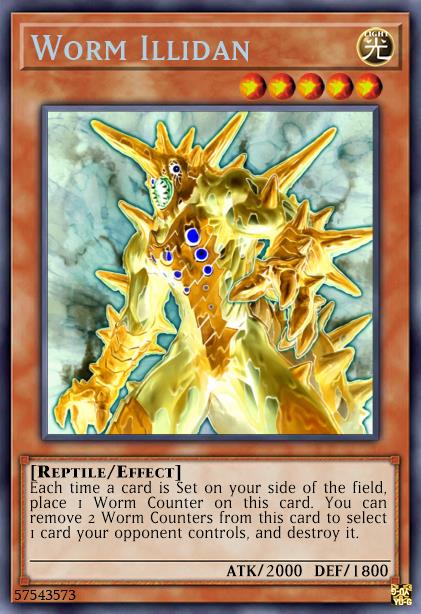 WORM ILLIDAN
LIGHT
光
[REPTILE/EFFECT]
Each time a card is Set on your side of the field,
place 1 Worm Counter on this card. You can
remove 2 Worm Counters from this card to select
1 card your opponent controls, and destroy it.
ATK/2000 DEF/1800
57543573